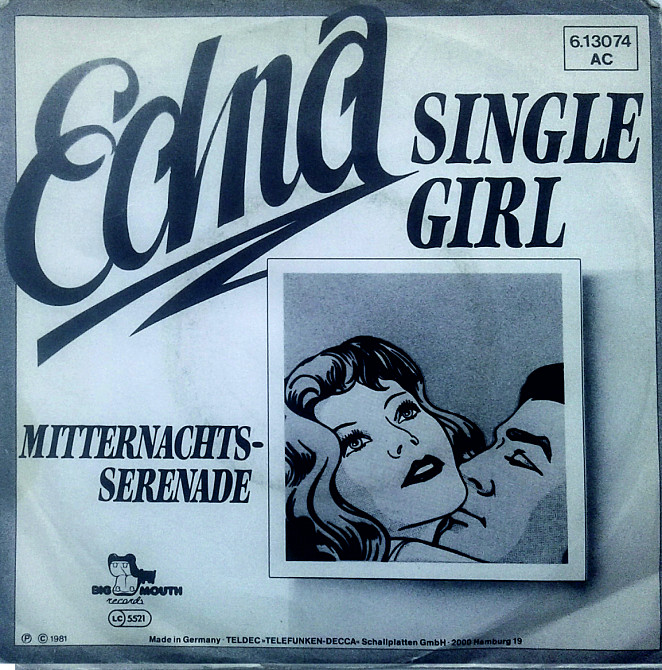 Edna
6.13074
AC
SINGLE
GIRL
MITTERNACHTS-
SERENADE
BIG MOUTH
records
LC 5521
Ⓟ © 1981
Made in Germany · TELDEC »TELEFUNKEN-DECCA« Schallplatten GmbH · 2000 Hamburg 19